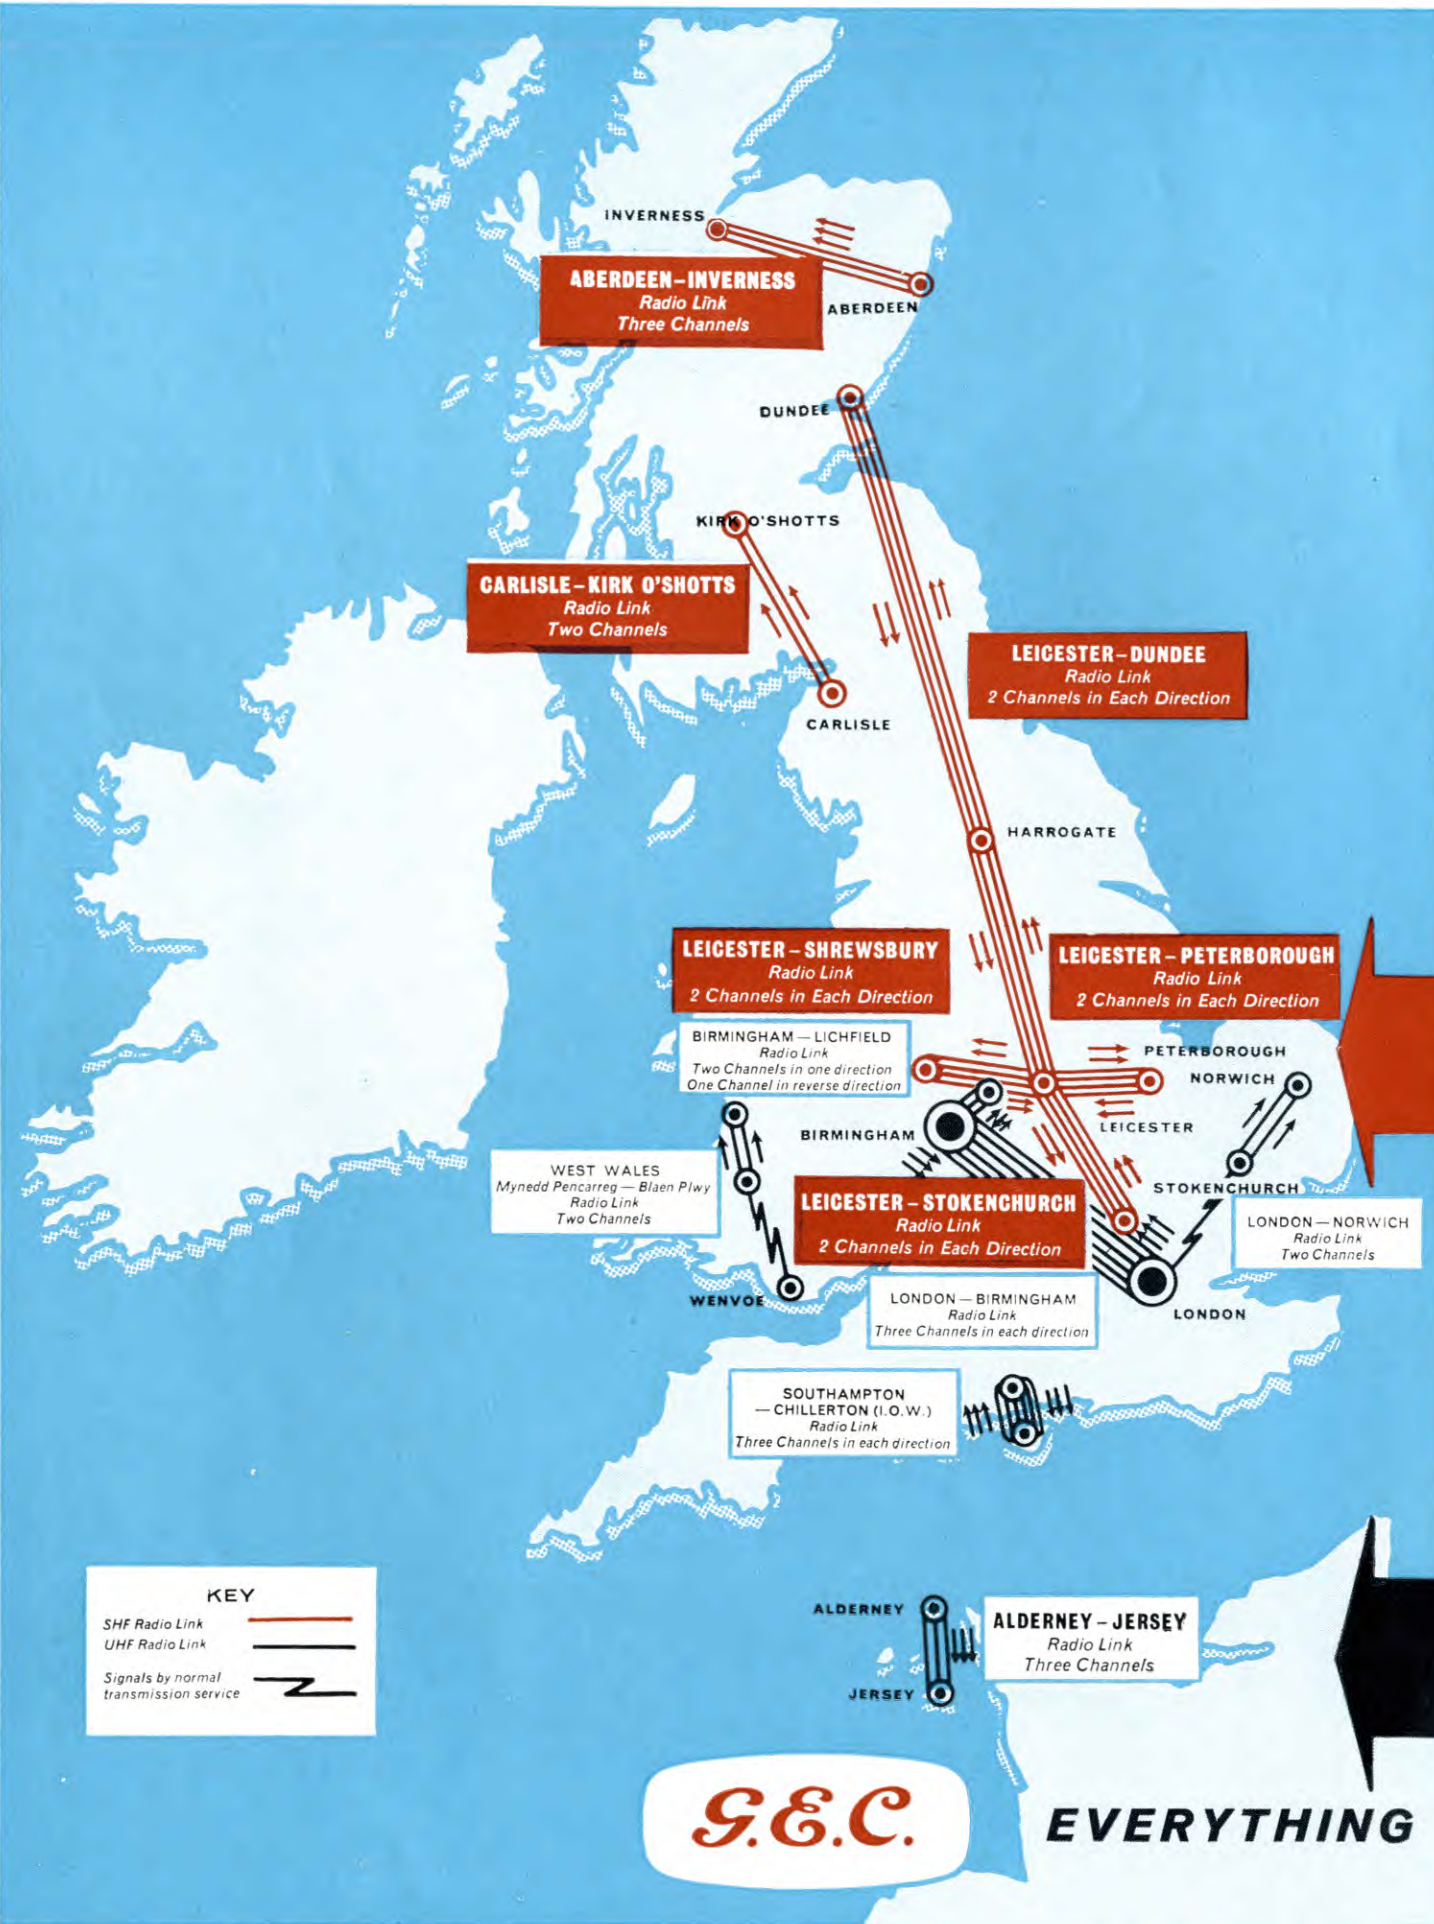 INVERNESS
ABERDEEN–INVERNESS
Radio Link
Three Channels
ABERDEEN
DUNDEE
KIRK O'SHOTTS
CARLISLE–KIRK O'SHOTTS
Radio Link
Two Channels
LEICESTER–DUNDEE
Radio Link
2 Channels in Each Direction
CARLISLE
HARROGATE
LEICESTER – SHREWSBURY
Radio Link
2 Channels in Each Direction
LEICESTER – PETERBOROUGH
Radio Link
2 Channels in Each Direction
BIRMINGHAM — LICHFIELD
Radio Link
Two Channels in one direction
One Channel in reverse direction
PETERBOROUGH
NORWICH
LEICESTER
BIRMINGHAM
WEST WALES
Mynedd Pencarreg — Blaen Plwy
Radio Link
Two Channels
LEICESTER – STOKENCHURCH
Radio Link
2 Channels in Each Direction
STOKENCHURCH
LONDON — NORWICH
Radio Link
Two Channels
WENVOE
LONDON — BIRMINGHAM
Radio Link
Three Channels in each direction
LONDON
SOUTHAMPTON
— CHILLERTON (I.O.W.)
Radio Link
Three Channels in each direction
KEY
SHF Radio Link
UHF Radio Link
Signals by normal
transmission service
ALDERNEY
JERSEY
ALDERNEY – JERSEY
Radio Link
Three Channels
G.E.C.
EVERYTHING